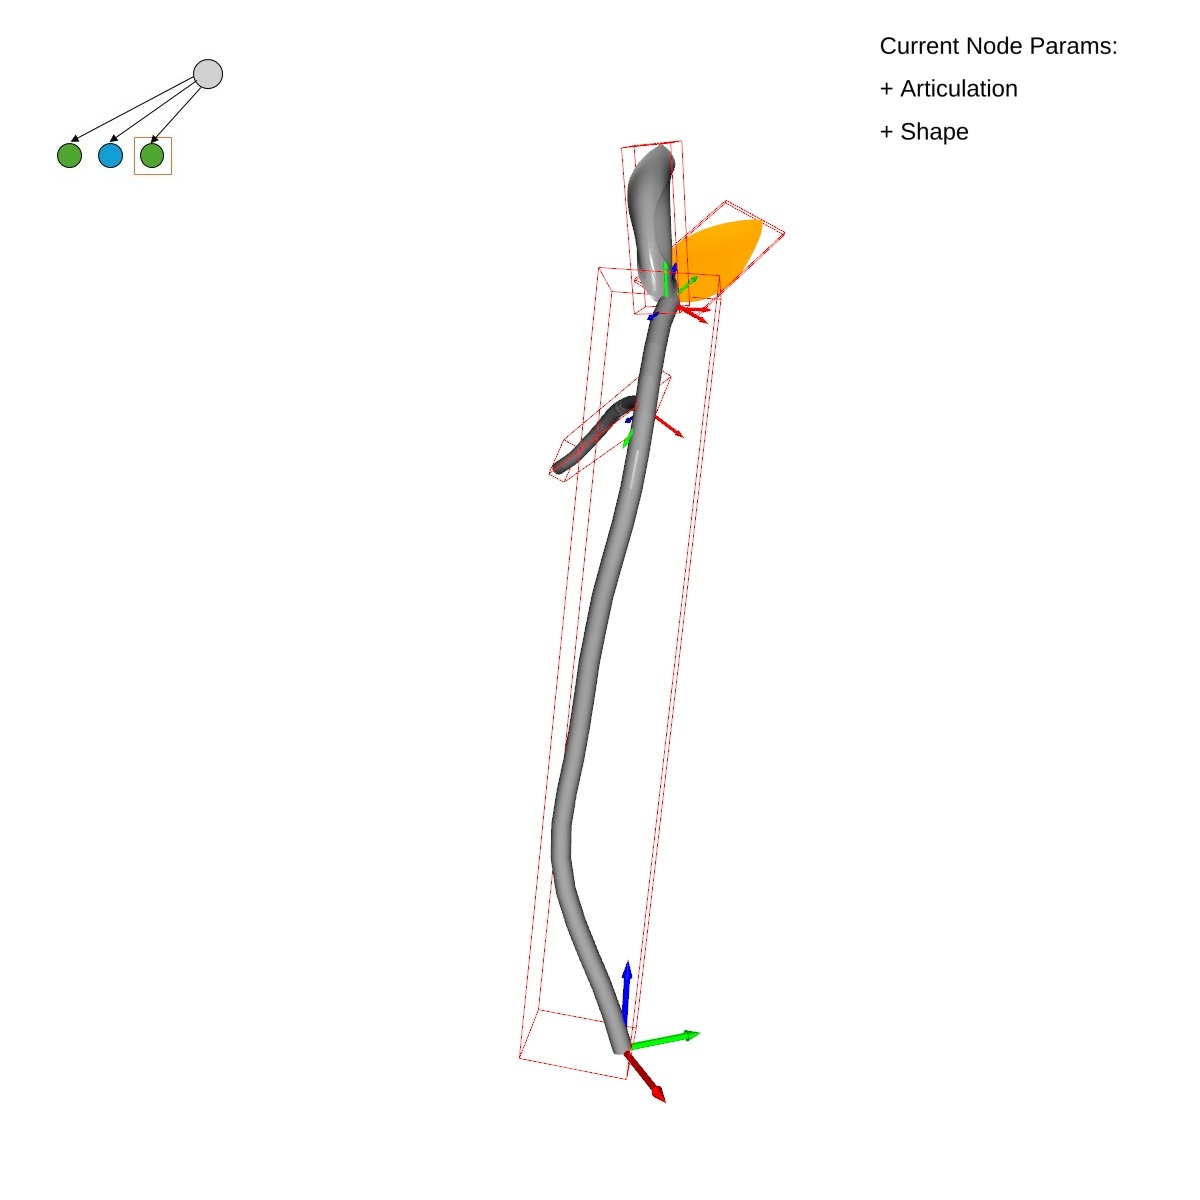 Current Node Params:
+ Articulation
+ Shape